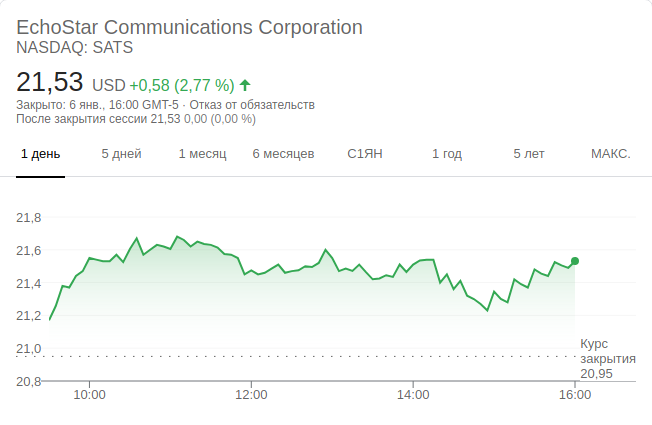 EchoStar Communications Corporation
NASDAQ: SATS
21,53 USD +0,58 (2,77 %)
Закрыто: 6 янв., 16:00 GMT-5 · Отказ от обязательств
После закрытия сессии 21,53 0,00 (0,00 %)
1 день 5 дней 1 месяц 6 месяцев С1ЯН 1 год 5 лет МАКС.
21,8
21,6
21,4
21,2
21,0
20,8
Курс
закрытия
20,95
10:00 12:00 14:00 16:00